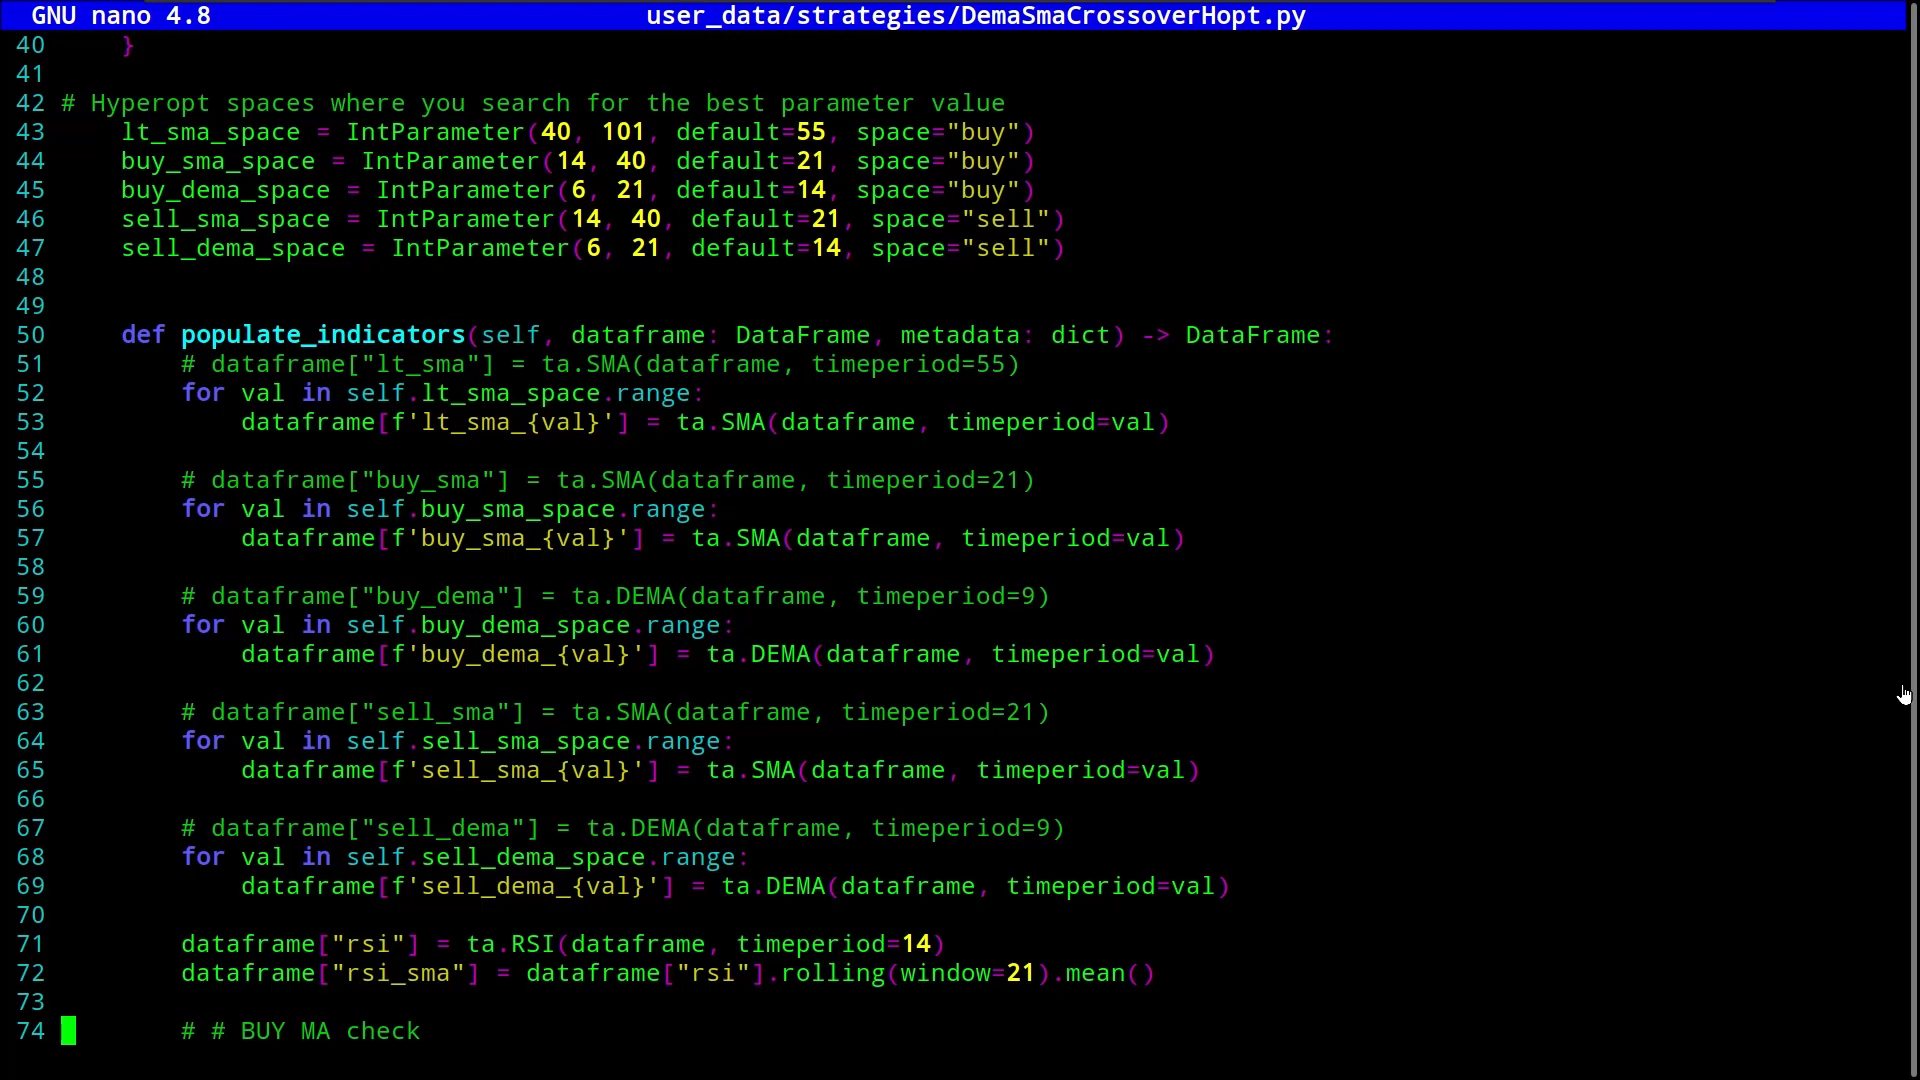 GNU nano 4.8 user_data/strategies/DemaSmaCrossoverHopt.py
40     }
41
42 # Hyperopt spaces where you search for the best parameter value
43     lt_sma_space = IntParameter(40, 101, default=55, space="buy")
44     buy_sma_space = IntParameter(14, 40, default=21, space="buy")
45     buy_dema_space = IntParameter(6, 21, default=14, space="buy")
46     sell_sma_space = IntParameter(14, 40, default=21, space="sell")
47     sell_dema_space = IntParameter(6, 21, default=14, space="sell")
48
49
50     def populate_indicators(self, dataframe: DataFrame, metadata: dict) -> DataFrame:
51         # dataframe["lt_sma"] = ta.SMA(dataframe, timeperiod=55)
52         for val in self.lt_sma_space.range:
53             dataframe[f'lt_sma_{val}'] = ta.SMA(dataframe, timeperiod=val)
54
55         # dataframe["buy_sma"] = ta.SMA(dataframe, timeperiod=21)
56         for val in self.buy_sma_space.range:
57             dataframe[f'buy_sma_{val}'] = ta.SMA(dataframe, timeperiod=val)
58
59         # dataframe["buy_dema"] = ta.DEMA(dataframe, timeperiod=9)
60         for val in self.buy_dema_space.range:
61             dataframe[f'buy_dema_{val}'] = ta.DEMA(dataframe, timeperiod=val)
62
63         # dataframe["sell_sma"] = ta.SMA(dataframe, timeperiod=21)
64         for val in self.sell_sma_space.range:
65             dataframe[f'sell_sma_{val}'] = ta.SMA(dataframe, timeperiod=val)
66
67         # dataframe["sell_dema"] = ta.DEMA(dataframe, timeperiod=9)
68         for val in self.sell_dema_space.range:
69             dataframe[f'sell_dema_{val}'] = ta.DEMA(dataframe, timeperiod=val)
70
71         dataframe["rsi"] = ta.RSI(dataframe, timeperiod=14)
72         dataframe["rsi_sma"] = dataframe["rsi"].rolling(window=21).mean()
73
74         # # BUY MA check